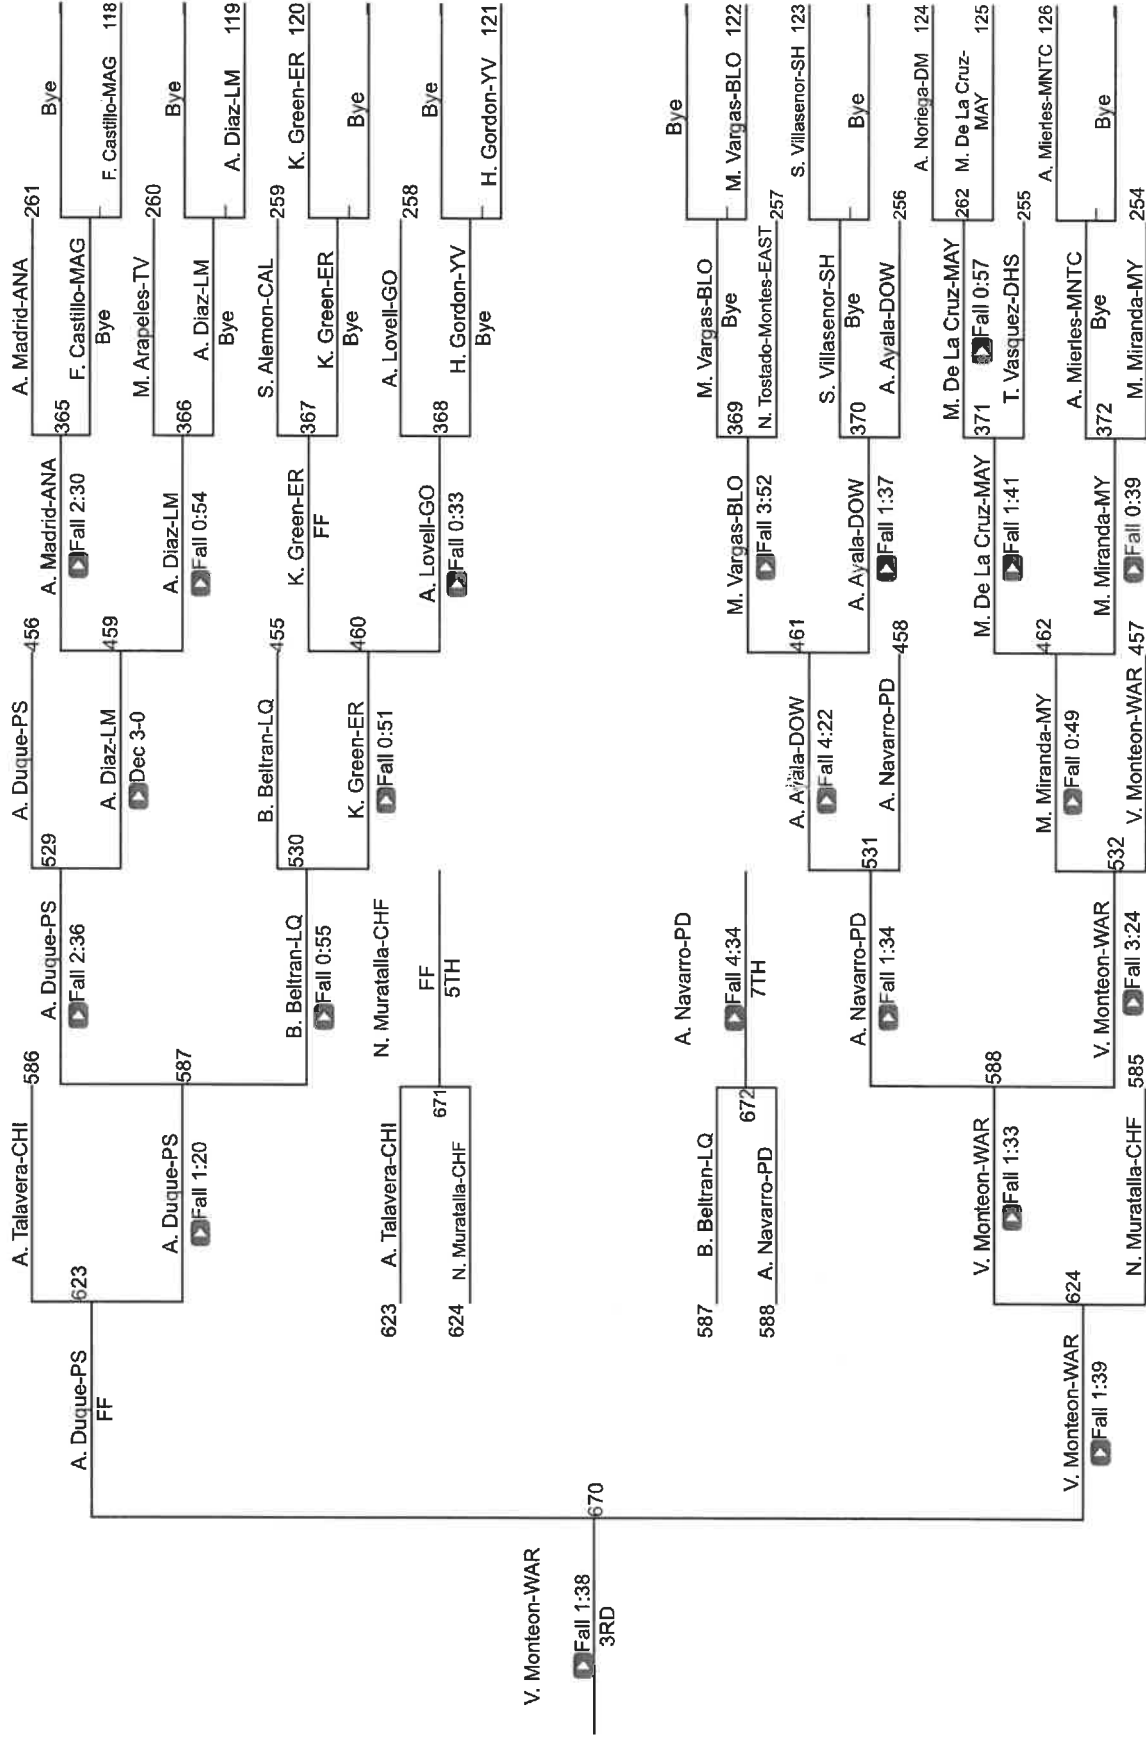 V. Monteon-WAR
Fall 1:38
3RD
670
A. Duque-PS
FF
V. Monteon-WAR
Fall 1:39
623
A. Talavera-CHI
A. Duque-PS
Fall 1:20
623
A. Talavera-CHI
624
N. Muratalla-CHF
587
B. Beltran-LQ
588
A. Navarro-PD
V. Monteon-WAR
Fall 1:33
624
N. Muratalla-CHF
586
A. Duque-PS
Fall 2:36
587
B. Beltran-LQ
Fall 0:55
N. Muratalla-CHF
671
FF
5TH
A. Navarro-PD
672
Fall 4:34
7TH
A. Navarro-PD
Fall 1:34
588
V. Monteon-WAR
Fall 3:24
585
A. Duque-PS
529
A. Diaz-LM
Dec 3-0
B. Beltran-LQ
530
K. Green-ER
Fall 0:51
A. Ayala-DOW
Fall 4:22
531
A. Navarro-PD
M. Miranda-MY
Fall 0:49
532
V. Monteon-WAR
456
A. Madrid-ANA
Fall 2:30
459
A. Diaz-LM
Fall 0:54
455
K. Green-ER
FF
460
A. Lovell-GO
Fall 0:33
M. Vargas-BLO
Fall 3:52
461
A. Ayala-DOW
Fall 1:37
458
M. De La Cruz-MAY
Fall 1:41
462
M. Miranda-MY
Fall 0:39
457
A. Madrid-ANA
365
F. Castillo-MAG
Bye
M. Arapeles-TV
366
A. Diaz-LM
Bye
S. Alemon-CAL
367
K. Green-ER
Bye
A. Lovell-GO
368
H. Gordon-YV
Bye
M. Vargas-BLO
Bye
369
N. Tostado-Montes-EAST
S. Villasenor-SH
Bye
370
A. Ayala-DOW
M. De La Cruz-MAY
Fall 0:57
371
T. Vasquez-DHS
A. Mierles-MNTC
Bye
372
M. Miranda-MY
261
Bye
F. Castillo-MAG
118
260
Bye
A. Diaz-LM
119
259
K. Green-ER
120
Bye
258
Bye
H. Gordon-YV
121
Bye
M. Vargas-BLO
122
257
S. Villasenor-SH
123
Bye
256
A. Noriega-DM
124
262
M. De La Cruz-
MAY
125
255
A. Mierles-MNTC
126
Bye
254